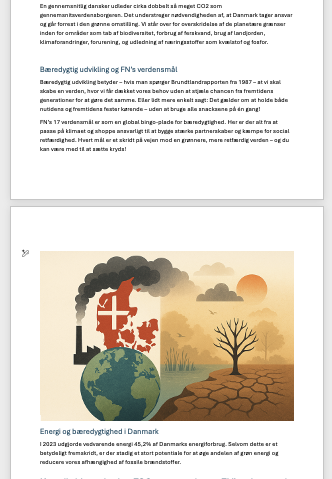 En gennemsnitlig dansker udleder cirka dobbelt så meget CO2 som
gennemsnitsverdensborgeren. Det understreger nødvendigheden af, at Danmark tager ansvar
og går forrest i den grønne omstilling. Vi står over for overskridelse af de planetære grænser
inden for områder som tab af biodiversitet, forbrug af ferskvand, brug af landjorden,
klimaforandringer, forurening, og udledning af næringsstoffer som kvælstof og fosfor.
Bæredygtig udvikling og FN's verdensmål
Bæredygtig udvikling betyder – hvis man spørger Brundtlandrapporten fra 1987 – at vi skal
skabe en verden, hvor vi får dækket vores behov uden at stjæle chancen fra fremtidens
generationer for at gøre det samme. Eller lidt mere enkelt sagt: Det gælder om at holde både
nutidens og fremtidens fester kørende – uden at bruge alle snacksene på én gang!
FN's 17 verdensmål er som en global bingo-plade for bæredygtighed. Her er der alt fra at
passe på klimaet og shoppe ansvarligt til at bygge stærke partnerskaber og kæmpe for social
retfærdighed. Hvert mål er et skridt på vejen mod en grønnere, mere retfærdig verden – og du
kan være med til at sætte kryds!
Energi og bæredygtighed i Danmark
I 2023 udgjorde vedvarende energi 45,2% af Danmarks energiforbrug. Selvom dette er et
betydeligt fremskridt, er der stadig et stort potentiale for at øge andelen af grøn energi og
reducere vores afhængighed af fossile brændstoffer.